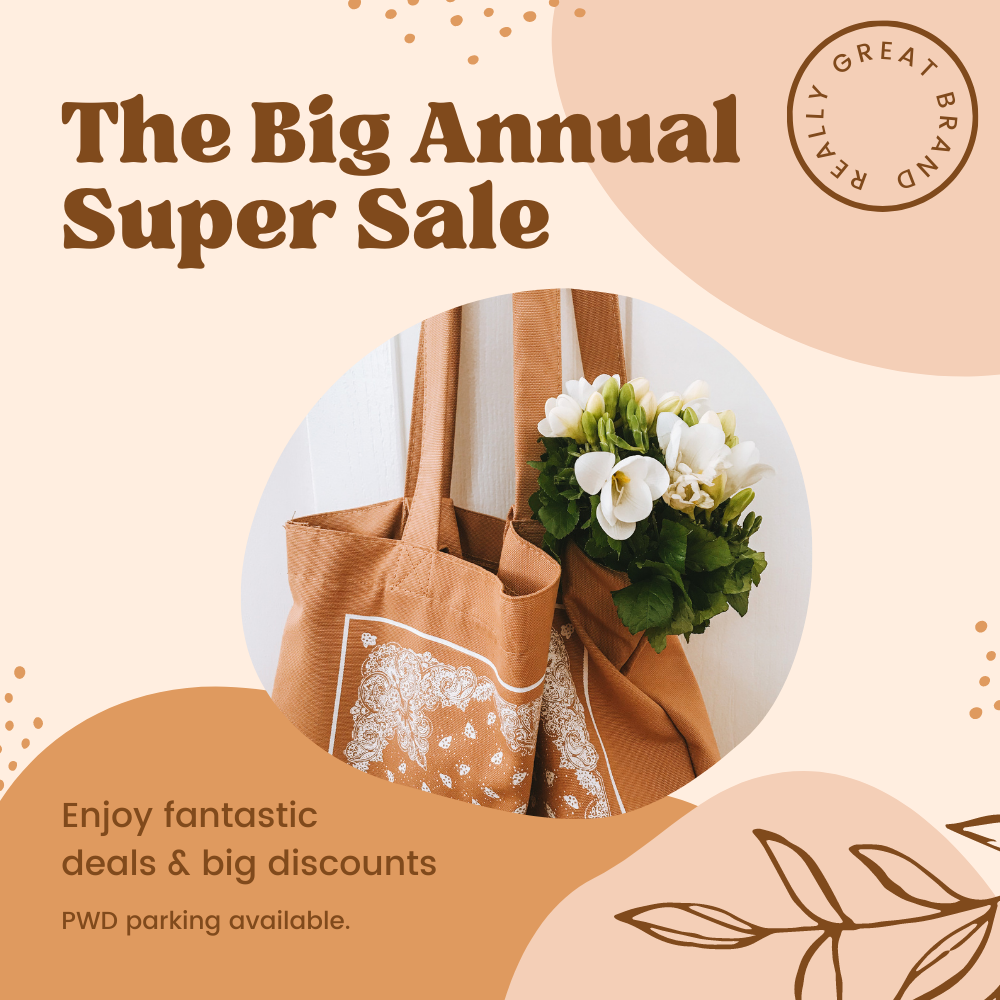 REALLY GREAT BRAND
The Big Annual
Super Sale
Enjoy fantastic
deals & big discounts
PWD parking available.